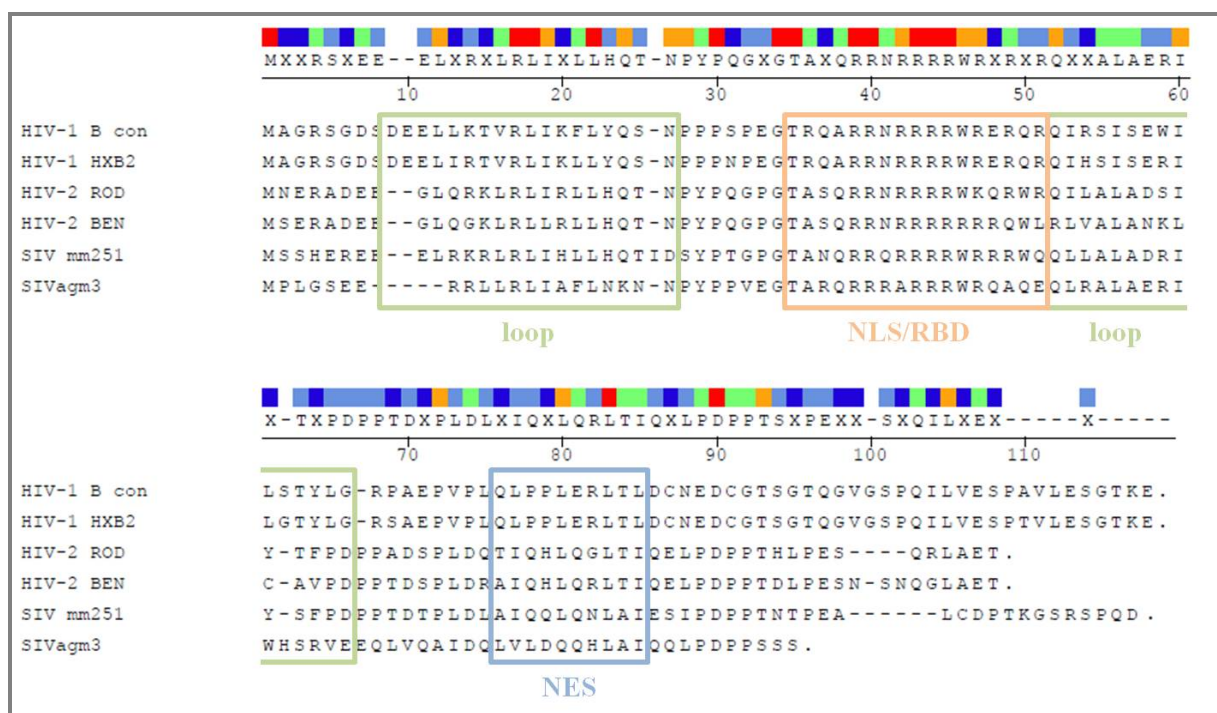 MXXRSXEE--ELXRXLRLIXLLHQT-NPYPQGXGTAXQRRNRRRRWRXRXRQXXALAERI
10 20 30 40 50 60
HIV-1 B con MAGRSGDSDEELLKTVRLIKFLYQS-NPPPSPEGTRQARRNRRRRWRERQRQIRSISEWI
HIV-1 HXB2 MAGRSGDSDEELIRTVRLIKLLYQS-NPPPNPEGTRQARRNRRRRWRERQRQIHSISERI
HIV-2 ROD MNERADEE--GLQRKLRLIRLLHQT-NPYPQGPGTASQRRNRRRRWKQRWRQILALADSI
HIV-2 BEN MSERADEE--GLQGKLRLLRLLHQT-NPYPQGPGTASQRRNRRRRRRRQWLRLVALANKL
SIV mm251 MSSHEREE--ELRKRLRLIHLLHQTIDSYPTGPGTANQRRQRRRRWRRRWQQLLALADRI
SIVagm3 MPLGSEE-----RRLLRLIAFLNKN-NPYPPVEGTARQRRRARRRWRQAQEQLRALAERI
loop NLS/RBD loop
X-TXPDPPTDXPLDLXIQXLQRLTIQXLPDPPTSXPEXX-SXQILXEX-----X-----
70 80 90 100 110
HIV-1 B con LSTYLG-RPAEPVPLQLPPLERLTLDCNEDCGTSGTQGVGSPQILVESPAVLESGTKE.
HIV-1 HXB2 LGTYLG-RSAEPVPLQLPPLERLTLDCNEDCGTSGTQGVGSPQILVESPTVLESGTKE.
HIV-2 ROD Y-TFPDPPADSPLDQTIQHLQGLTIQELPDPPTHLPES----QRLAET.
HIV-2 BEN C-AVPDPPTDSPLDRAIQHLQRLTIQELPDPPTDLPESN-SNQGLAET.
SIV mm251 Y-SFPDPPTDTPLDLAIQQLQNLAIESIPDPPTNTPEA------LCDPTKGSRSPQD.
SIVagm3 WHSRVEEQLVQAIDQLVLDQQHLAIQQLPDPPSSS.
NES